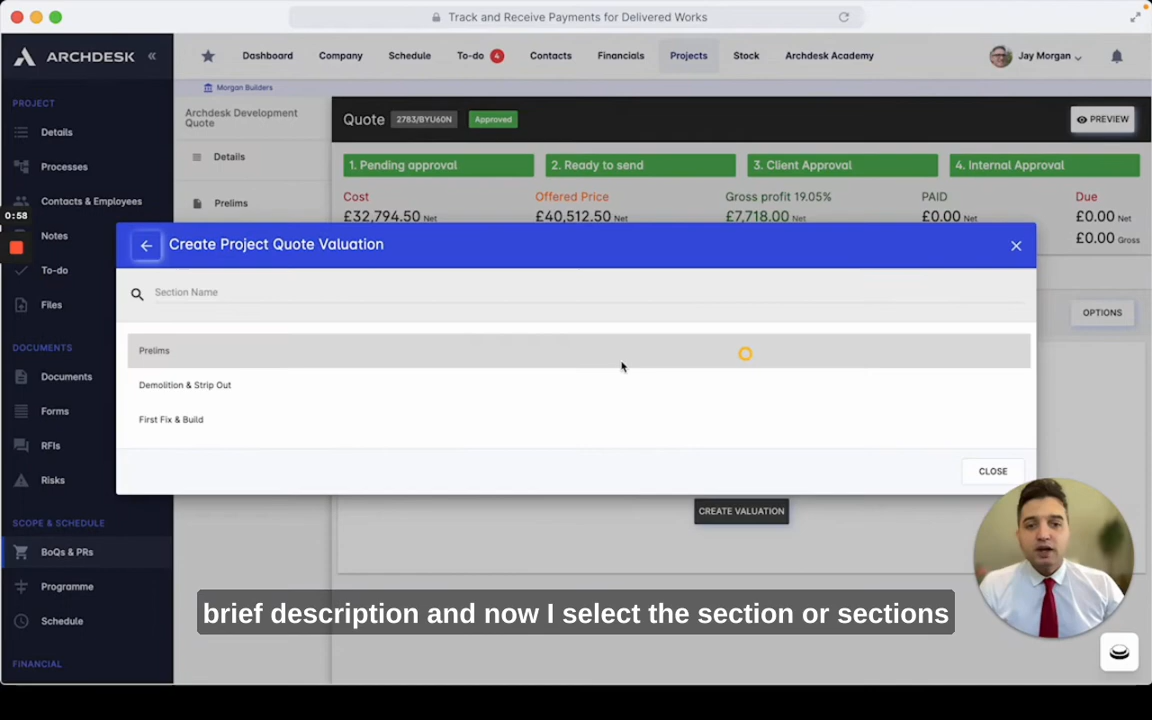 Track and Receive Payments for Delivered Works
ARCHDESK «
Dashboard Company Schedule To-do 4 Contacts Financials Projects Stock Archdesk Academy Jay Morgan
Morgan Builders
PROJECT
Details
Processes
Contacts & Employees
0:58
Notes
To-do
Files
DOCUMENTS
Documents
Forms
RFIs
Risks
SCOPE & SCHEDULE
BoQs & PRs
Programme
Schedule
FINANCIAL
Archdesk Development
Quote
Details
Prelims
Quote 2783/BYU60N Approved PREVIEW
1. Pending approval 2. Ready to send 3. Client Approval 4. Internal Approval
Cost Offered Price Gross profit 19.05% PAID Due
£32,794.50 Net £40,512.50 Net £7,718.00 Net £0.00 Net £0.00 Net
£0.00 Gross
OPTIONS
Create Project Quote Valuation
Section Name
Prelims
Demolition & Strip Out
First Fix & Build
CLOSE
CREATE VALUATION
brief description and now I select the section or sections